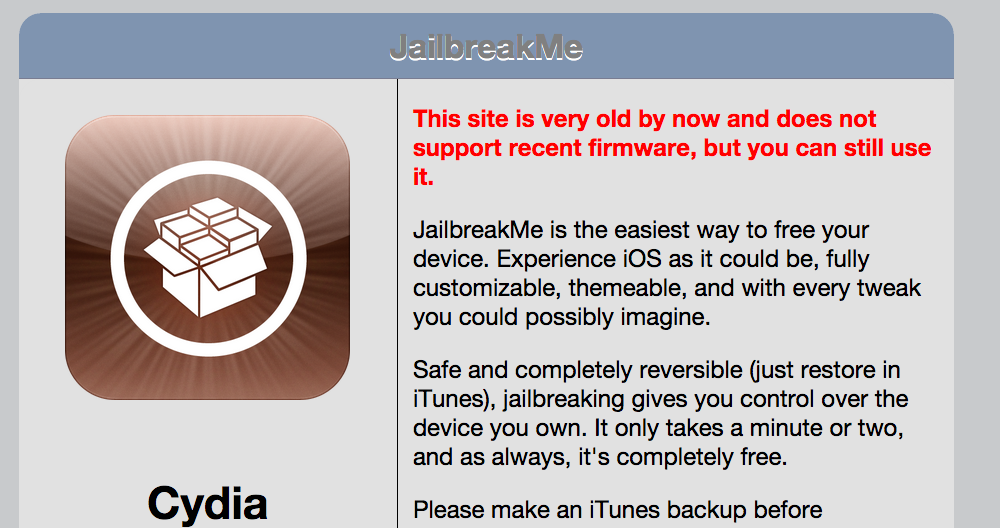 JailbreakMe
This site is very old by now and does not
support recent firmware, but you can still use
it.
JailbreakMe is the easiest way to free your
device. Experience iOS as it could be, fully
customizable, themeable, and with every tweak
you could possibly imagine.
Safe and completely reversible (just restore in
iTunes), jailbreaking gives you control over the
device you own. It only takes a minute or two,
and as always, it's completely free.
Please make an iTunes backup before
Cydia